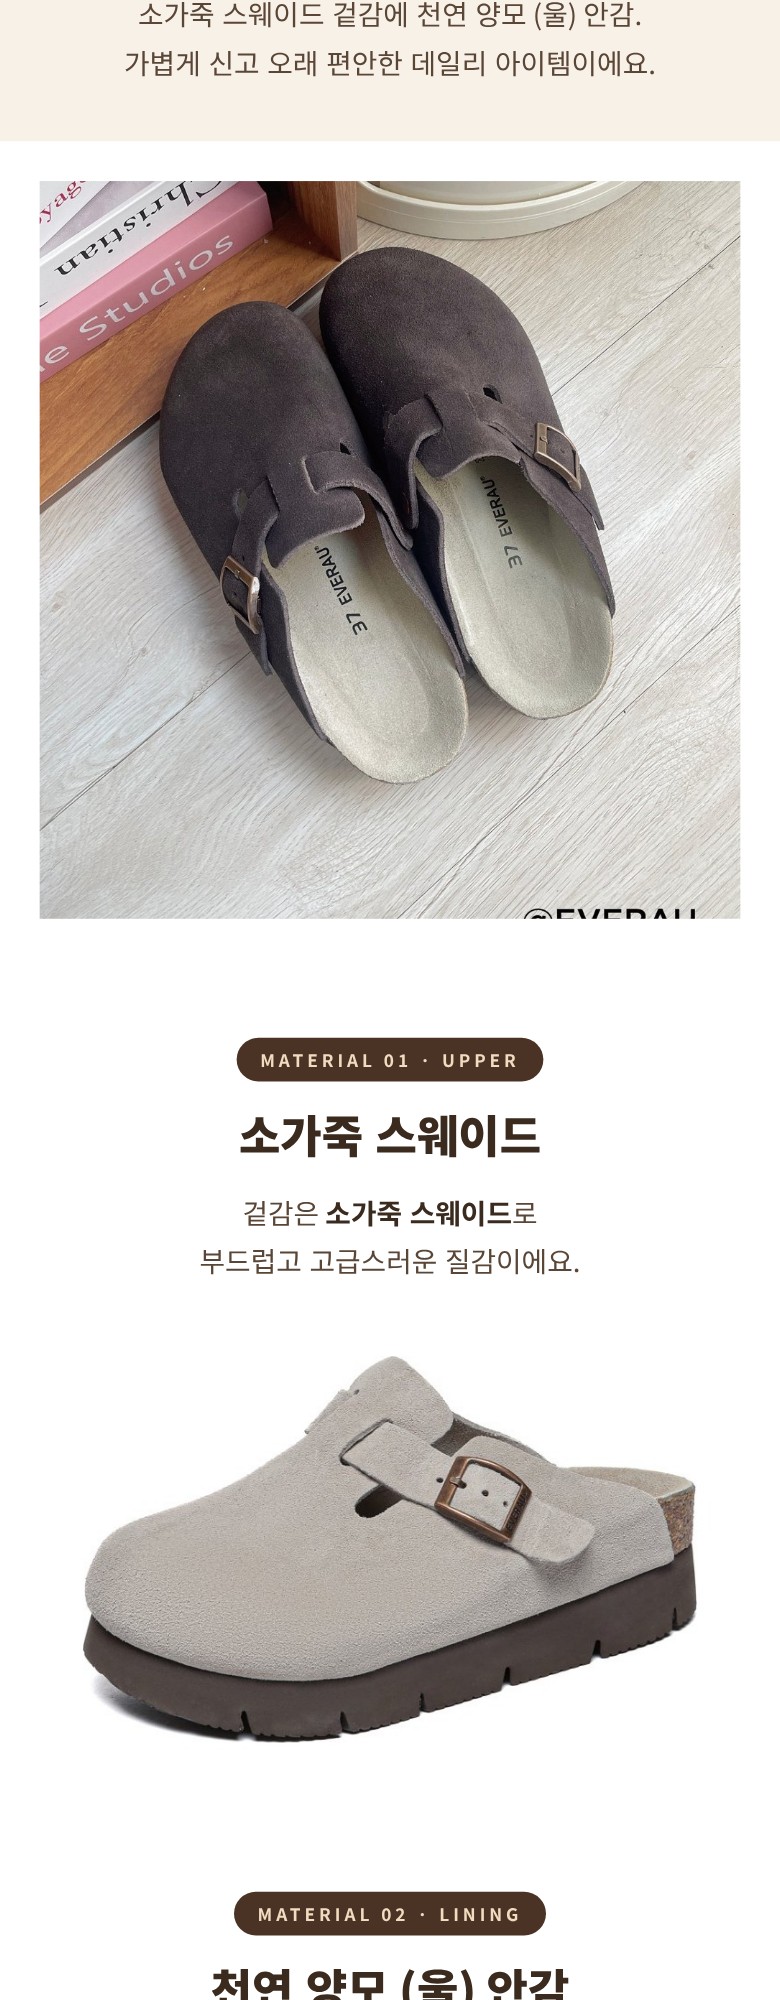 소가죽 스웨이드 겉감에 천연 양모 (울) 안감.
가볍게 신고 오래 편안한 데일리 아이템이에요.
oyage
Christian
e Studios
37 EVERAU
37 EVERAU
@EVERAU
MATERIAL 01 · UPPER
소가죽 스웨이드
겉감은 소가죽 스웨이드로
부드럽고 고급스러운 질감이에요.
MATERIAL 02 · LINING
천연 양모 (울) 안감